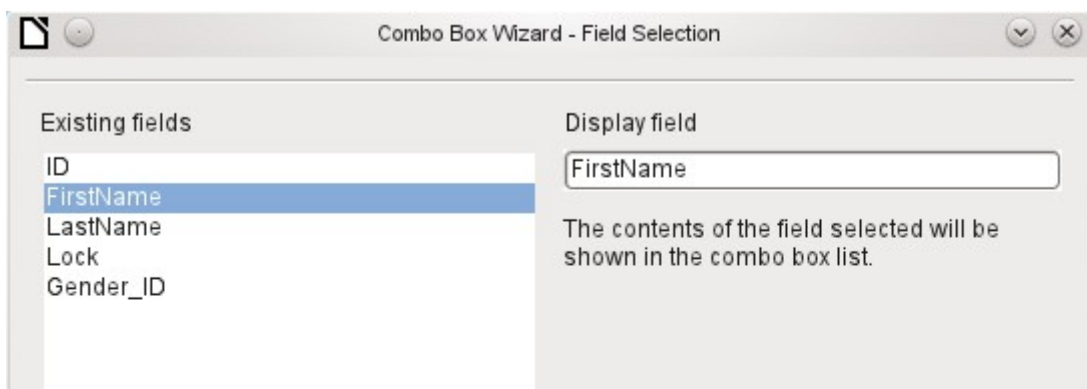 Combo Box Wizard - Field Selection
Existing fields
ID
FirstName
LastName
Lock
Gender_ID
Display field
FirstName
The contents of the field selected will be
shown in the combo box list.